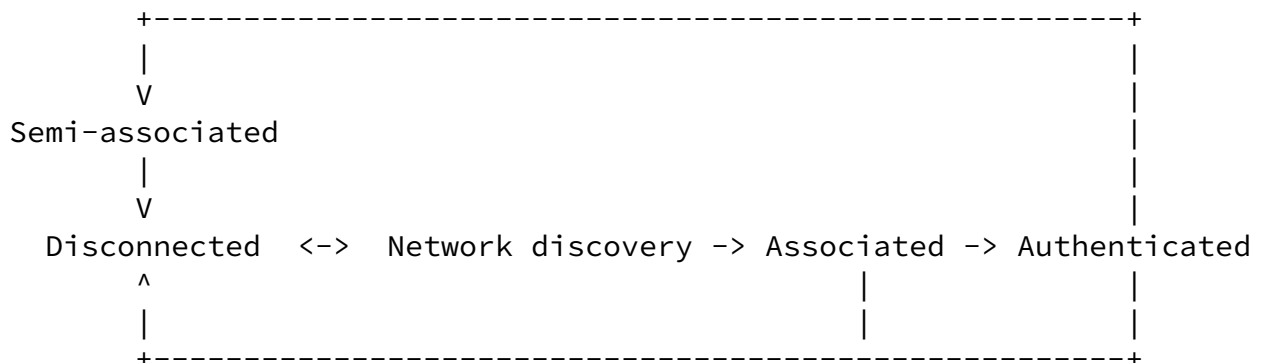 +------------------------------------------------------+
|                                                      |
V                                                      |
Semi-associated                                               |
|                                                      |
V                                                      |
Disconnected  <->  Network discovery -> Associated -> Authenticated
^                                       |              |
|                                       |              |
+------------------------------------------------------+